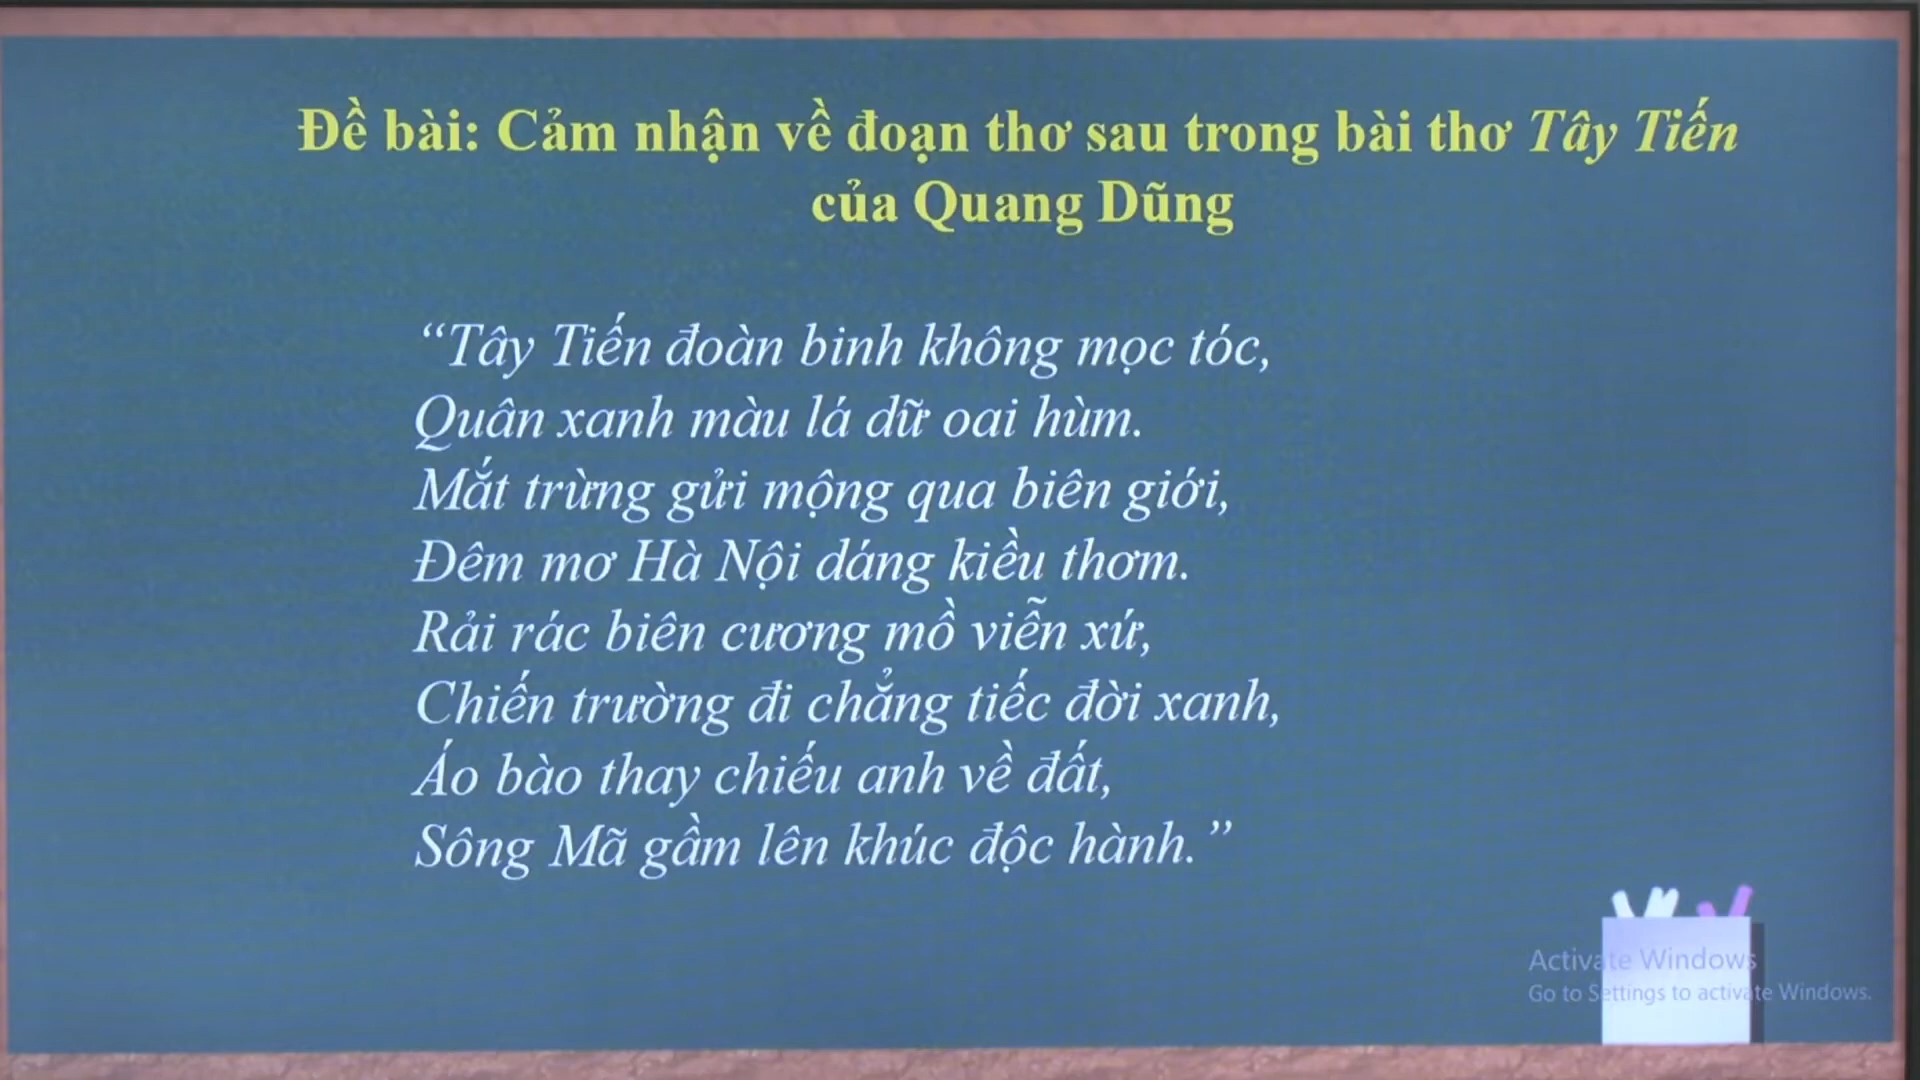 Đề bài: Cảm nhận về đoạn thơ sau trong bài thơ Tây Tiến
của Quang Dũng
“Tây Tiến đoàn binh không mọc tóc,
Quân xanh màu lá dữ oai hùm.
Mắt trừng gửi mộng qua biên giới,
Đêm mơ Hà Nội dáng kiều thơm.
Rải rác biên cương mồ viễn xứ,
Chiến trường đi chẳng tiếc đời xanh,
Áo bào thay chiếu anh về đất,
Sông Mã gầm lên khúc độc hành.”
Activate Windows
Go to Settings to activate Windows.